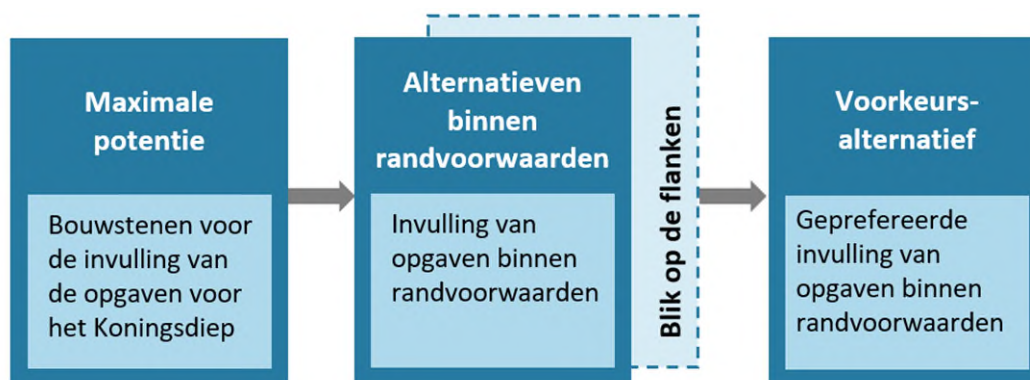 Maximale
potentie
Bouwstenen voor
de invulling van
de opgaven voor
het Koningsdiep
Alternatieven
binnen
randvoorwaarden
Invulling van
opgaven binnen
randvoorwaarden
Blik op de flanken
Voorkeurs-
alternatief
Geprefereerde
invulling van
opgaven binnen
randvoorwaarden